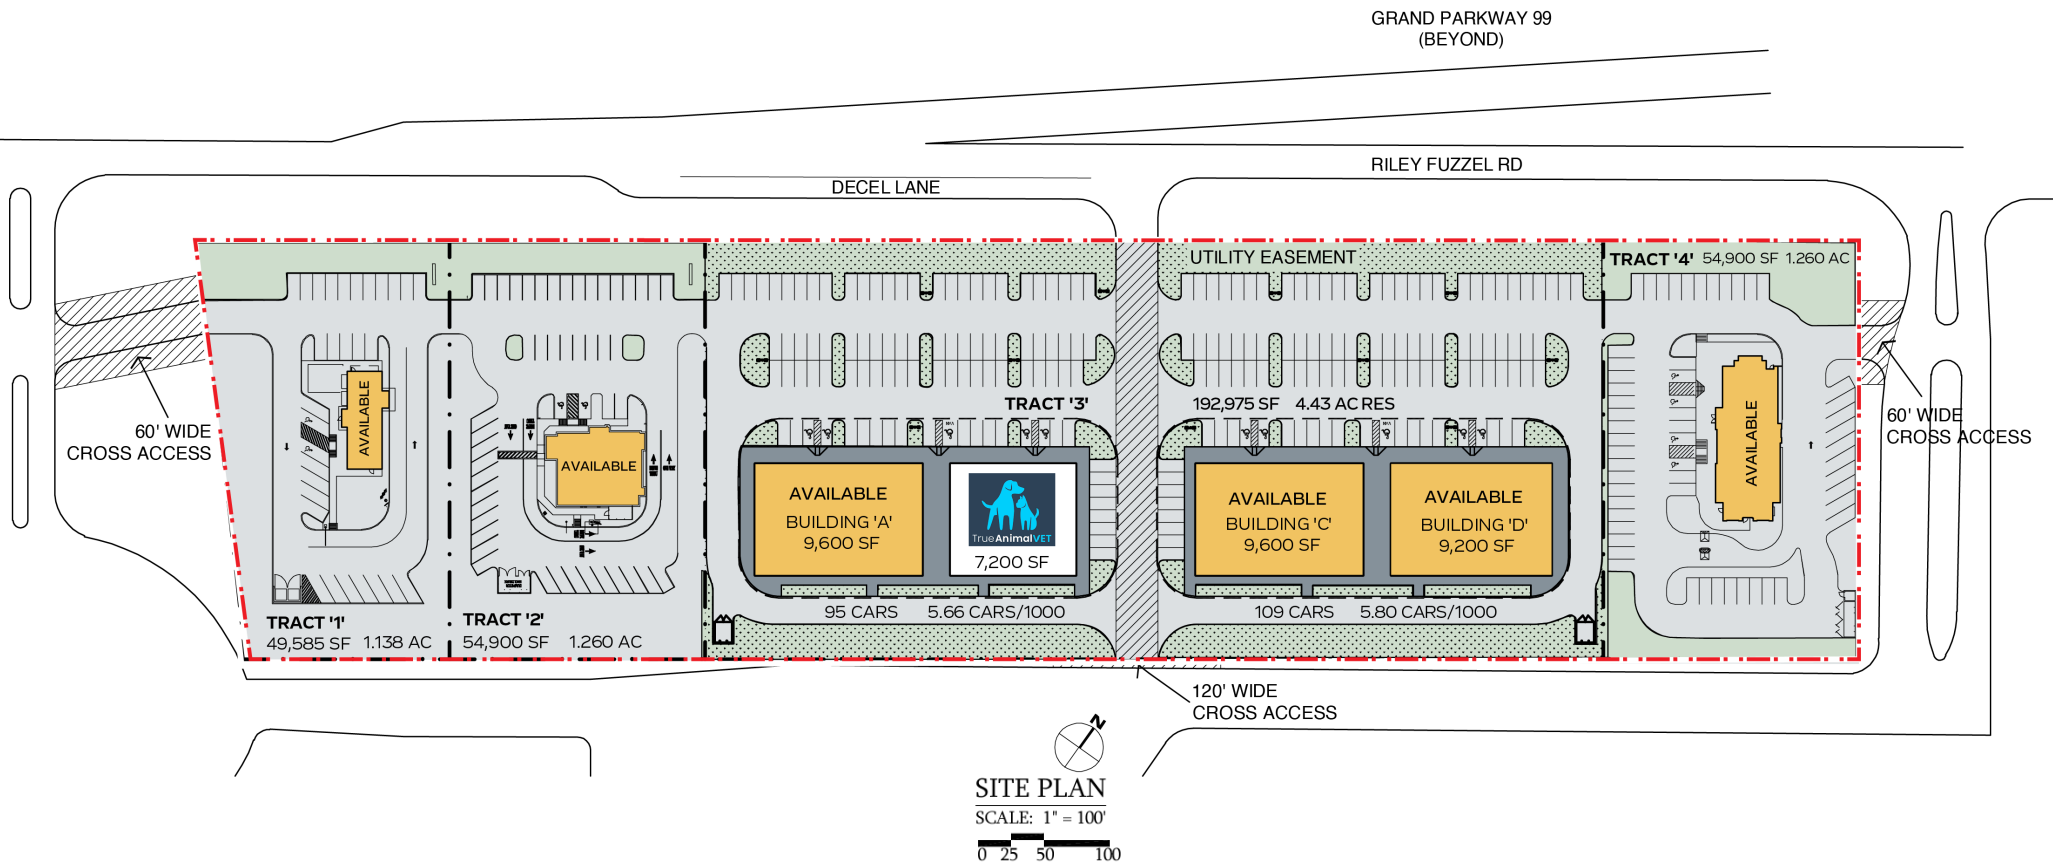 GRAND PARKWAY 99
(BEYOND)
RILEY FUZZEL RD
DECEL LANE
UTILITY EASEMENT
TRACT '4' 54,900 SF 1.260 AC
TRACT '3' 192,975 SF 4.43 ACRES
60' WIDE
CROSS ACCESS
60' WIDE
CROSS ACCESS
AVAILABLE
AVAILABLE
AVAILABLE
BUILDING 'A'
9,600 SF
TrueAnimalVET
7,200 SF
AVAILABLE
BUILDING 'C'
9,600 SF
AVAILABLE
BUILDING 'D'
9,200 SF
AVAILABLE
95 CARS 5.66 CARS/1000
109 CARS 5.80 CARS/1000
TRACT '1'
49,585 SF 1.138 AC
TRACT '2'
54,900 SF 1.260 AC
120' WIDE
CROSS ACCESS
N
SITE PLAN
SCALE: 1" = 100'
0 25 50 100